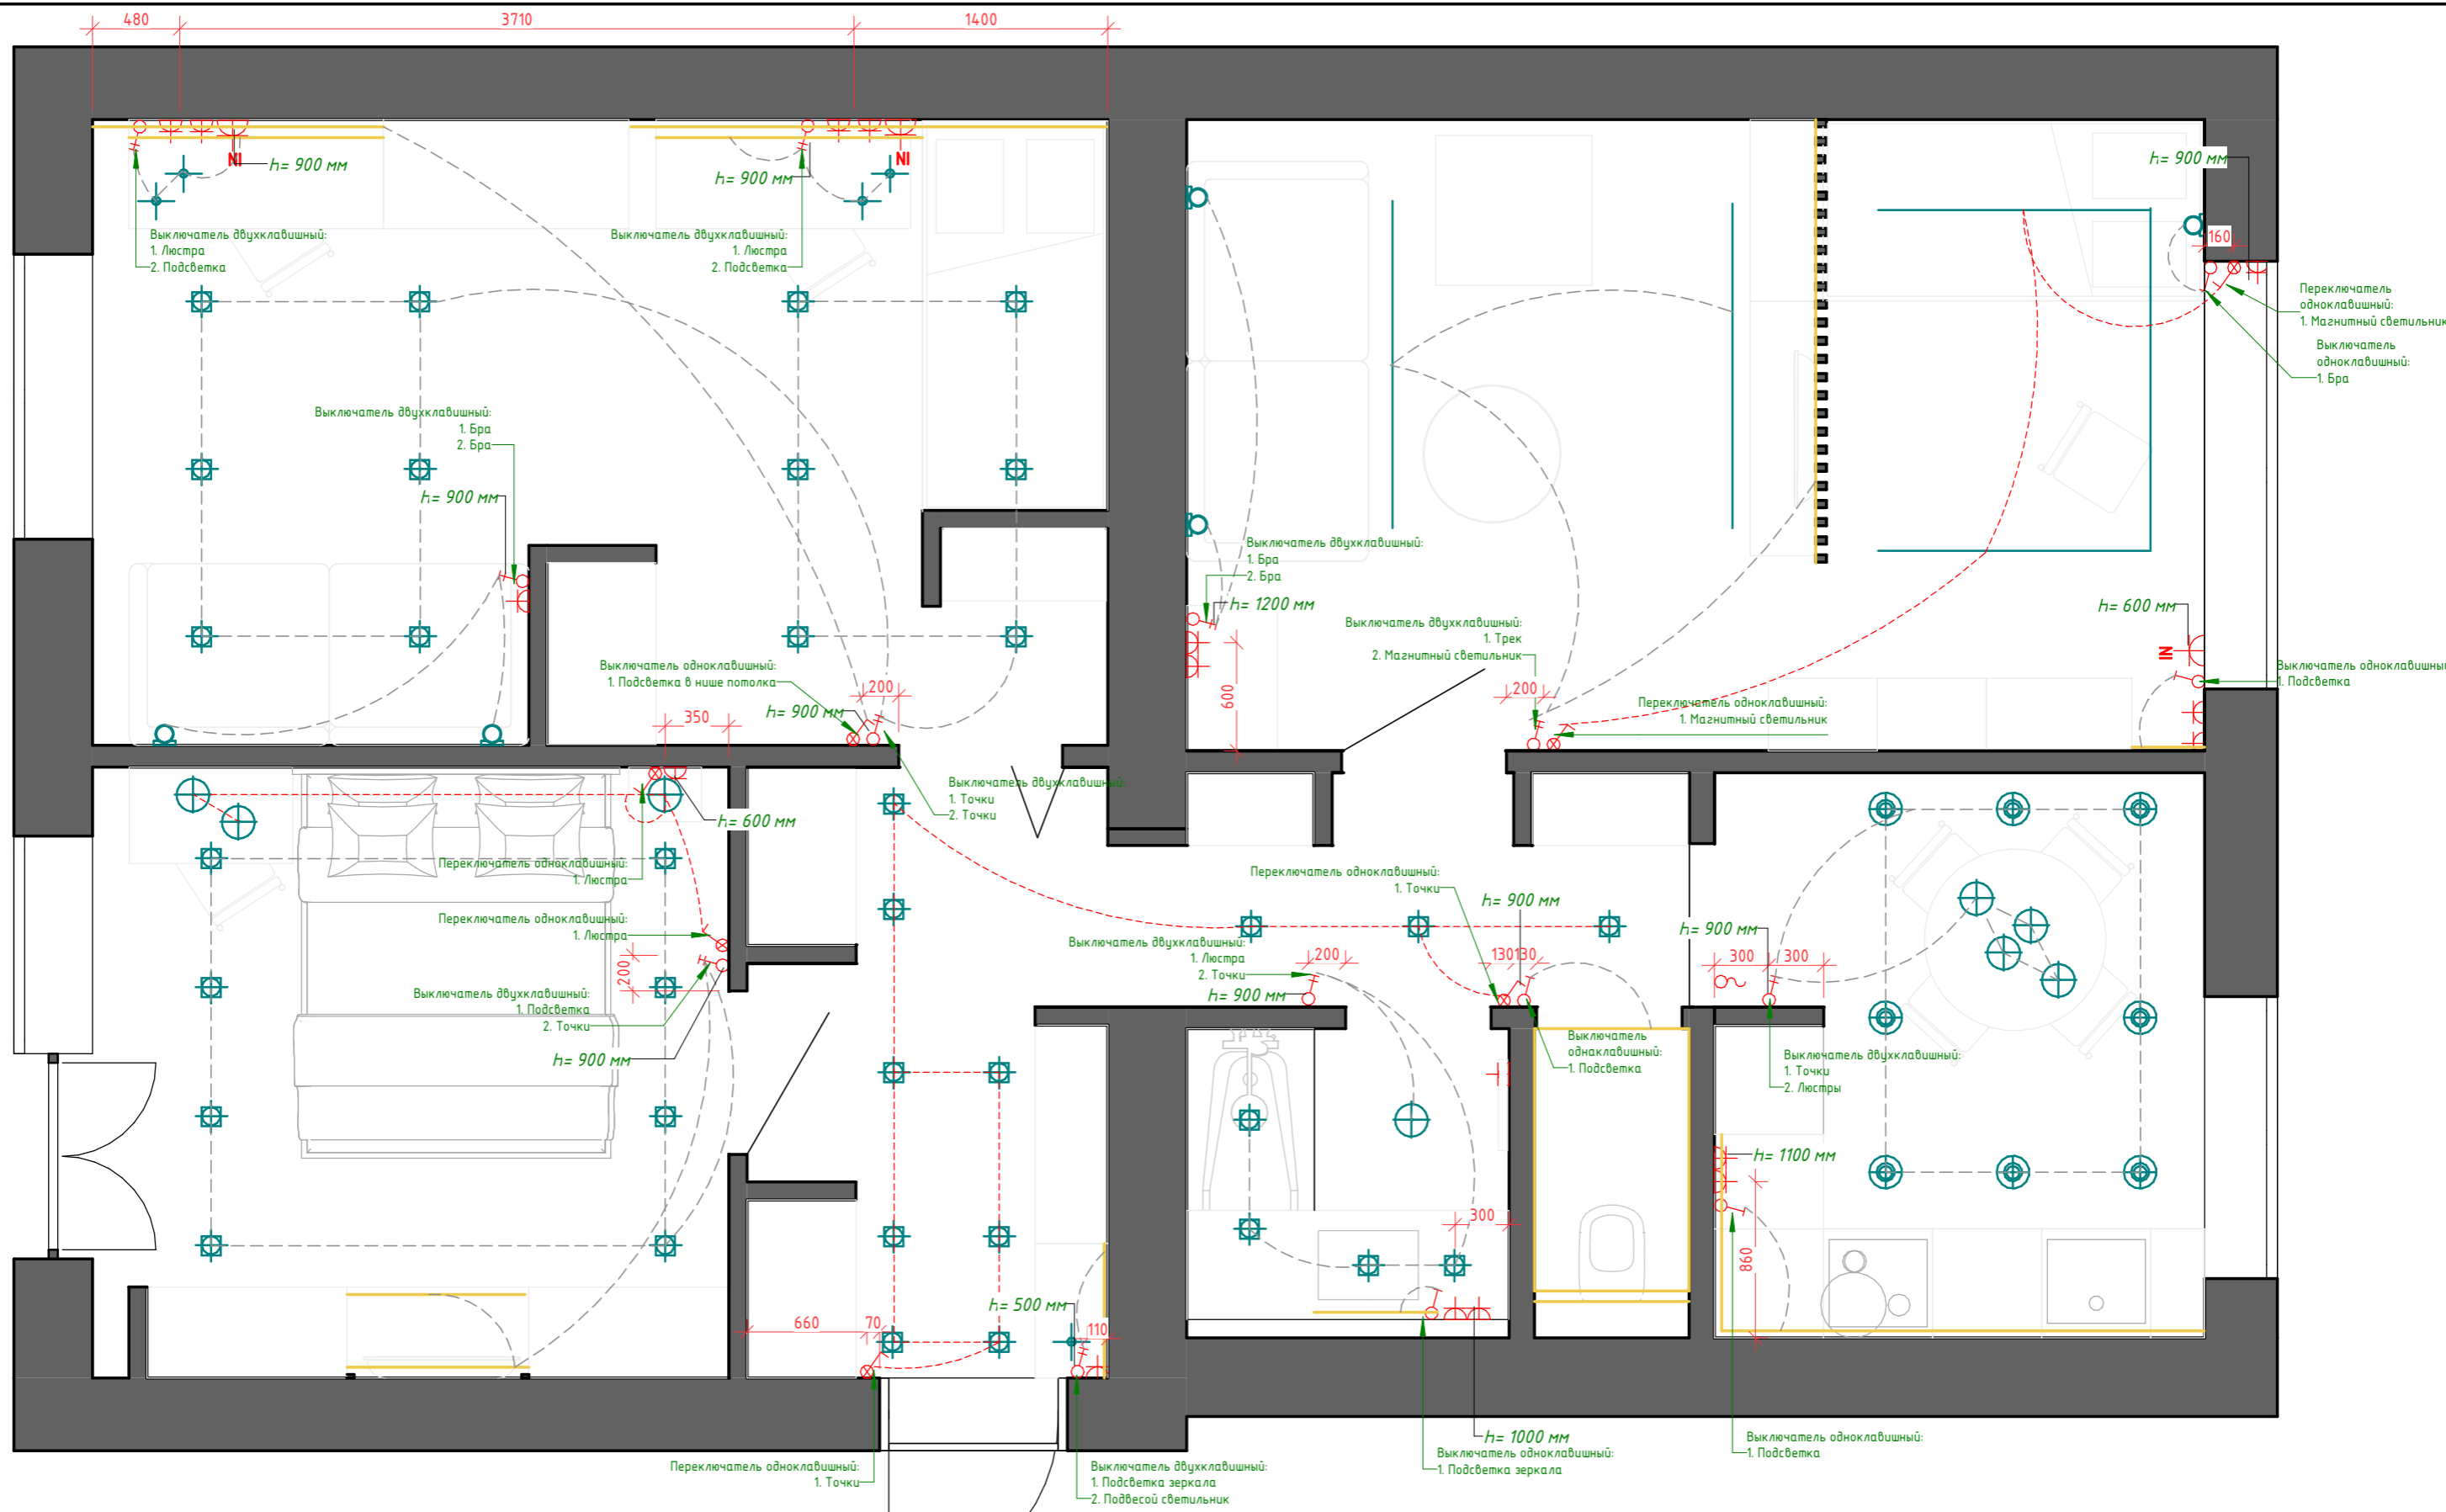 480
3710
1400
h= 900 мм
IN
h= 900 мм
IN
h= 900 мм
Выключатель двухклавишный:
1. Люстра
2. Подсветка
Выключатель двухклавишный:
1. Люстра
2. Подсветка
160
Переключатель
одноклавишный:
1. Магнитный светильник
Выключатель
одноклавишный:
1. Бра
Выключатель двухклавишный:
1. Бра
2. Бра
h= 900 мм
Выключатель двухклавишный:
1. Бра
2. Бра
h= 1200 мм
600
Выключатель двухклавишный:
1. Трек
2. Магнитный светильник
200
Переключатель одноклавишный:
1. Магнитный светильник
h= 600 мм
IN
Выключатель одноклавишный
1. Подсветка
Выключатель одноклавишный:
1. Подсветка в нише потолка
200
h= 900 мм
350
Выключатель двухклавишный:
1. Точки
2. Точки
h= 600 мм
Переключатель одноклавишный:
1. Люстра
Переключатель одноклавишный:
1. Люстра
200
Выключатель двухклавишный:
1. Подсветка
2. Точки
h= 900 мм
Переключатель одноклавишный:
1. Точки
h= 900 мм
130
130
Выключатель двухклавишный:
1. Люстра
2. Точки
200
h= 900 мм
h= 900 мм
300
300
Выключатель
однаклавишный:
1. Подсветка
Выключатель двухклавишный:
1. Точки
2. Люстры
h= 1100 мм
860
300
h= 500 мм
660
70
110
h= 1000 мм
Переключатель одноклавишный:
1. Точки
Выключатель двухклавишный:
1. Подсветка зеркала
2. Подвесой светильник
Выключатель одноклавишный:
1. Подсветка зеркала
Выключатель одноклавишный:
1. Подсветка